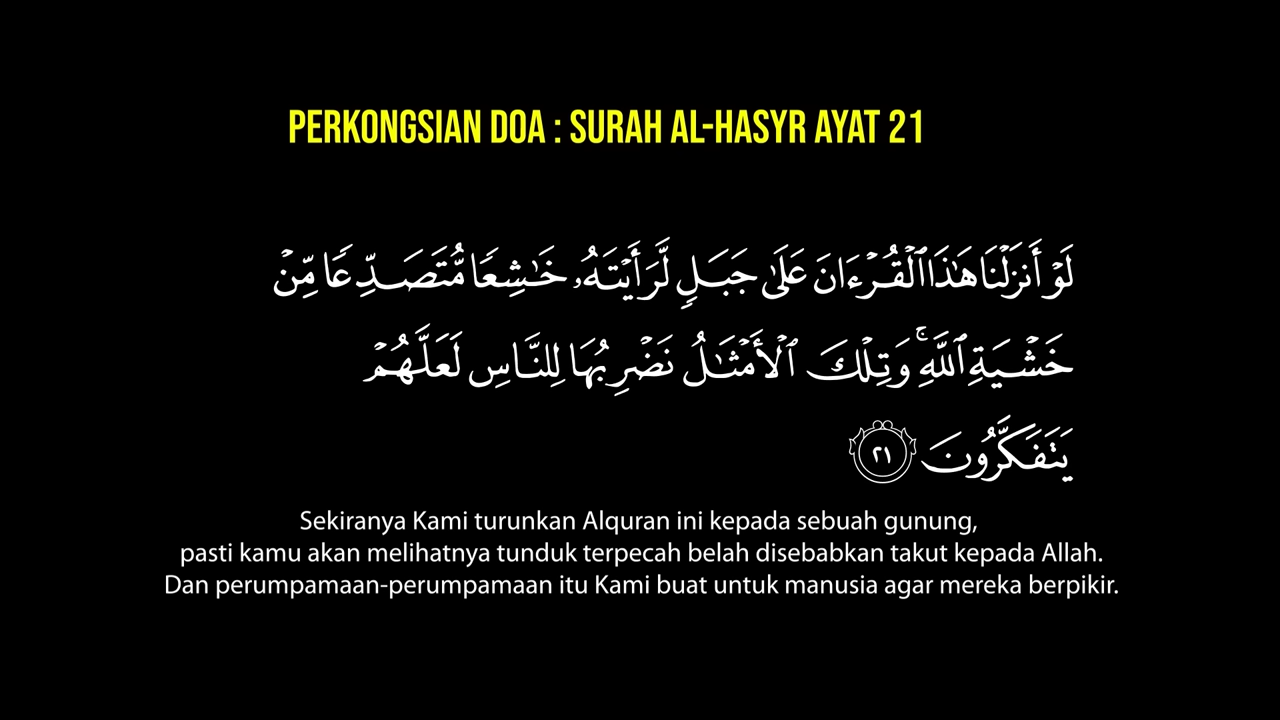 PERKONGSIAN DOA : SURAH AL-HASYR AYAT 21
لَوْ أَنزَلْنَا هَٰذَا ٱلْقُرْءَانَ عَلَىٰ جَبَلٍ لَّرَأَيْتَهُۥ خَٰشِعًا مُّتَصَدِّعًا مِّنْ
خَشْيَةِ ٱللَّهِ ۚ وَتِلْكَ ٱلْأَمْثَٰلُ نَضْرِبُهَا لِلنَّاسِ لَعَلَّهُمْ
يَتَفَكَّرُونَ ٢١
Sekiranya Kami turunkan Alquran ini kepada sebuah gunung,
pasti kamu akan melihatnya tunduk terpecah belah disebabkan takut kepada Allah.
Dan perumpamaan-perumpamaan itu Kami buat untuk manusia agar mereka berpikir.